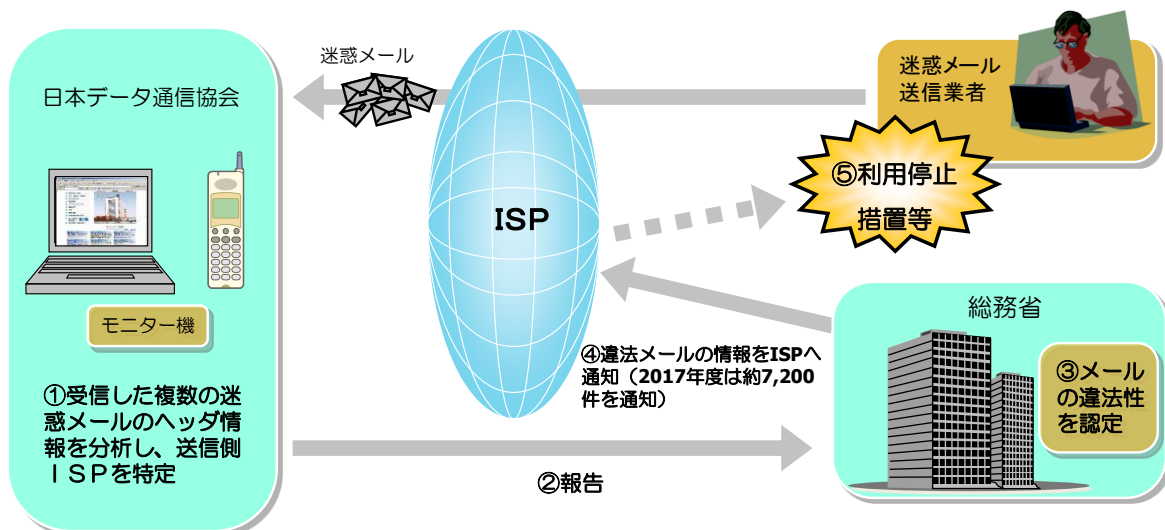 迷惑メール
日本データ通信協会
モニター機
①受信した複数の迷
惑メールのヘッダ情
報を分析し、送信側
ＩＳＰを特定
ISP
迷惑メール
送信業者
⑤利用停止
措置等
④違法メールの情報をISPへ
通知（2017年度は約7,200
件を通知）
②報告
総務省
③メール
の違法性
を認定